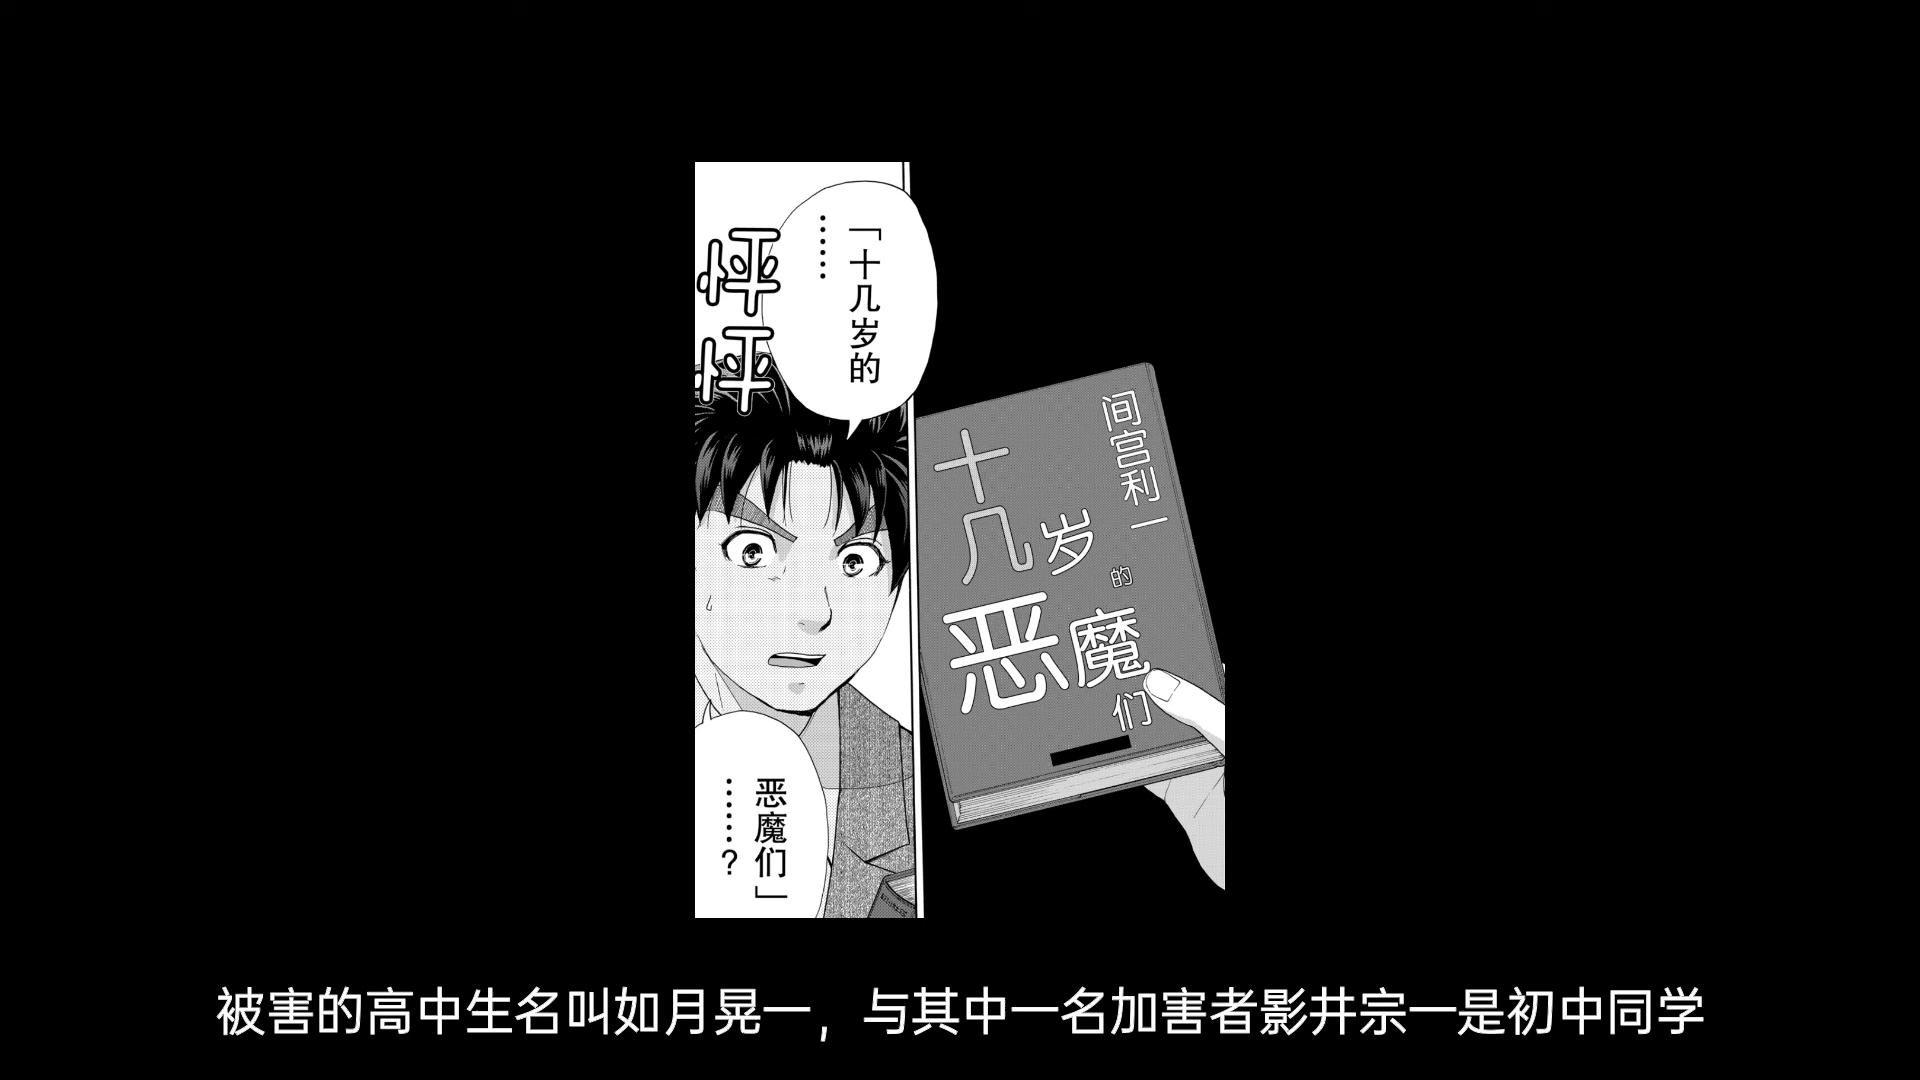 「十几岁的
……
怦
怦
恶魔们」
……?
间宫利一
十几岁的
恶魔们
被害的高中生名叫如月晃一，与其中一名加害者影井宗一是初中同学